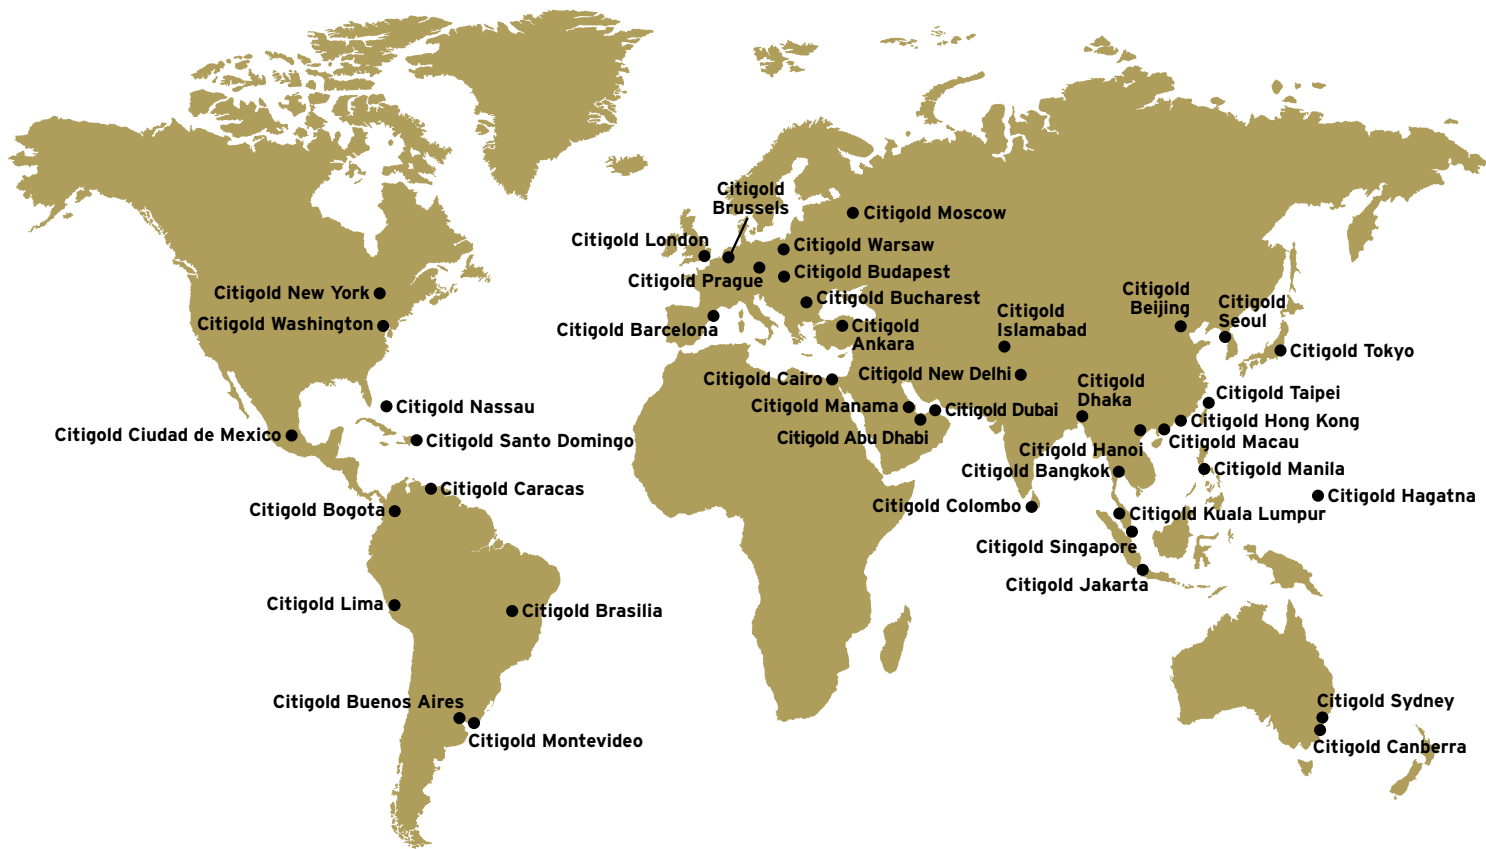 Citigold
Brussels
Citigold Moscow
Citigold London
Citigold Warsaw
Citigold Prague
Citigold Budapest
Citigold New York
Citigold Bucharest
Citigold
Beijing
Citigold
Seoul
Citigold Washington
Citigold Barcelona
Citigold
Ankara
Citigold
Islamabad
Citigold Tokyo
Citigold Cairo
Citigold New Delhi
Citigold
Dhaka
Citigold Taipei
Citigold Nassau
Citigold Manama
Citigold Dubai
Citigold Hong Kong
Citigold Ciudad de Mexico
Citigold Santo Domingo
Citigold Abu Dhabi
Citigold Hanoi
Citigold Macau
Citigold Bangkok
Citigold Manila
Citigold Caracas
Citigold Hagatna
Citigold Bogota
Citigold Colombo
Citigold Kuala Lumpur
Citigold Singapore
Citigold Jakarta
Citigold Lima
Citigold Brasilia
Citigold Buenos Aires
Citigold Sydney
Citigold Montevideo
Citigold Canberra